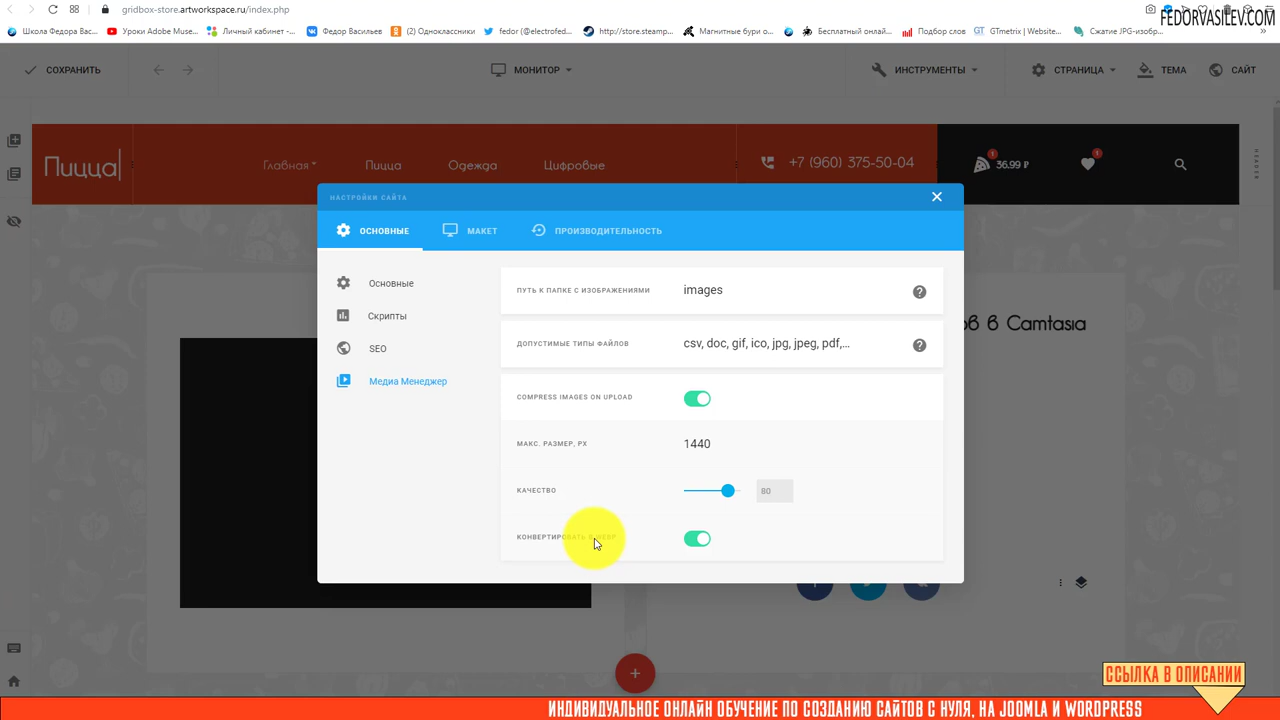 gridbox-store.artworkspace.ru/index.php
FEDORVASILEV.COM
Школа Федора Вас...
Уроки Adobe Muse...
Личный кабинет -...
Федор Васильев
(2) Одноклассники
fedor (@electrofed...
http://store.steamp...
Магнитные бури о...
Бесплатный онлай...
Подбор слов
GTmetrix | Website...
Сжатие JPG-изобр...
СОХРАНИТЬ
МОНИТОР
ИНСТРУМЕНТЫ
СТРАНИЦА
ТЕМА
САЙТ
Пицца
Главная
Пицца
Одежда
Цифровые
+7 (960) 375-50-04
1
36.99 ₽
1
НАСТРОЙКИ САЙТА
ОСНОВНЫЕ
МАКЕТ
ПРОИЗВОДИТЕЛЬНОСТЬ
Основные
Скрипты
SEO
Медиа Менеджер
ПУТЬ К ПАПКЕ С ИЗОБРАЖЕНИЯМИ
images
ДОПУСТИМЫЕ ТИПЫ ФАЙЛОВ
csv, doc, gif, ico, jpg, jpeg, pdf,...
COMPRESS IMAGES ON UPLOAD
МАКС. РАЗМЕР, PX
1440
КАЧЕСТВО
80
КОНВЕРТИРОВАТЬ В WEBP
ов в Camtasia
ССЫЛКА В ОПИСАНИИ
ИНДИВИДУАЛЬНОЕ ОНЛАЙН ОБУЧЕНИЕ ПО СОЗДАНИЮ САЙТОВ С НУЛЯ, НА JOOMLA И WORDPRESS